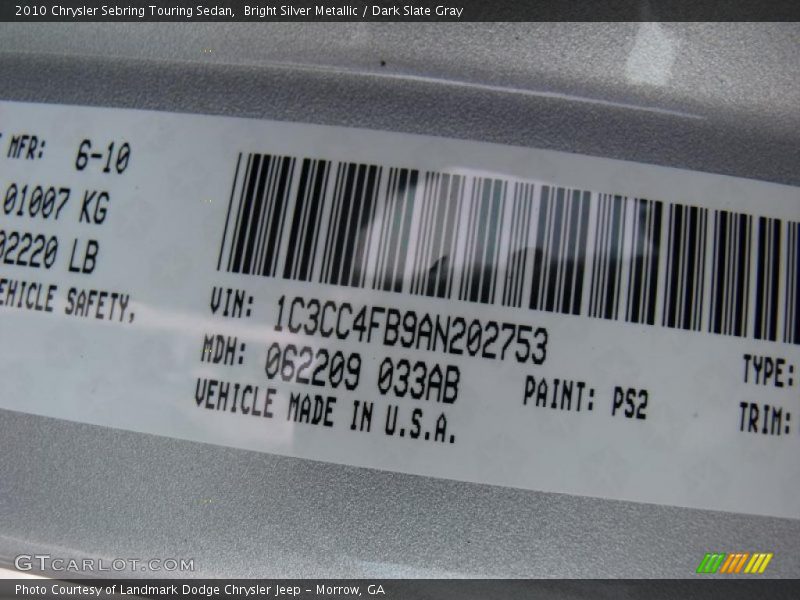 2010 Chrysler Sebring Touring Sedan, Bright Silver Metallic / Dark Slate Gray
MFR: 6-10
01007 KG
02220 LB
VEHICLE SAFETY,
VIN: 1C3CC4FB9AN202753
MDH: 062209 033AB
VEHICLE MADE IN U.S.A.
PAINT: PS2
TYPE:
TRIM:
GTCARLOT.COM
Photo Courtesy of Landmark Dodge Chrysler Jeep – Morrow, GA